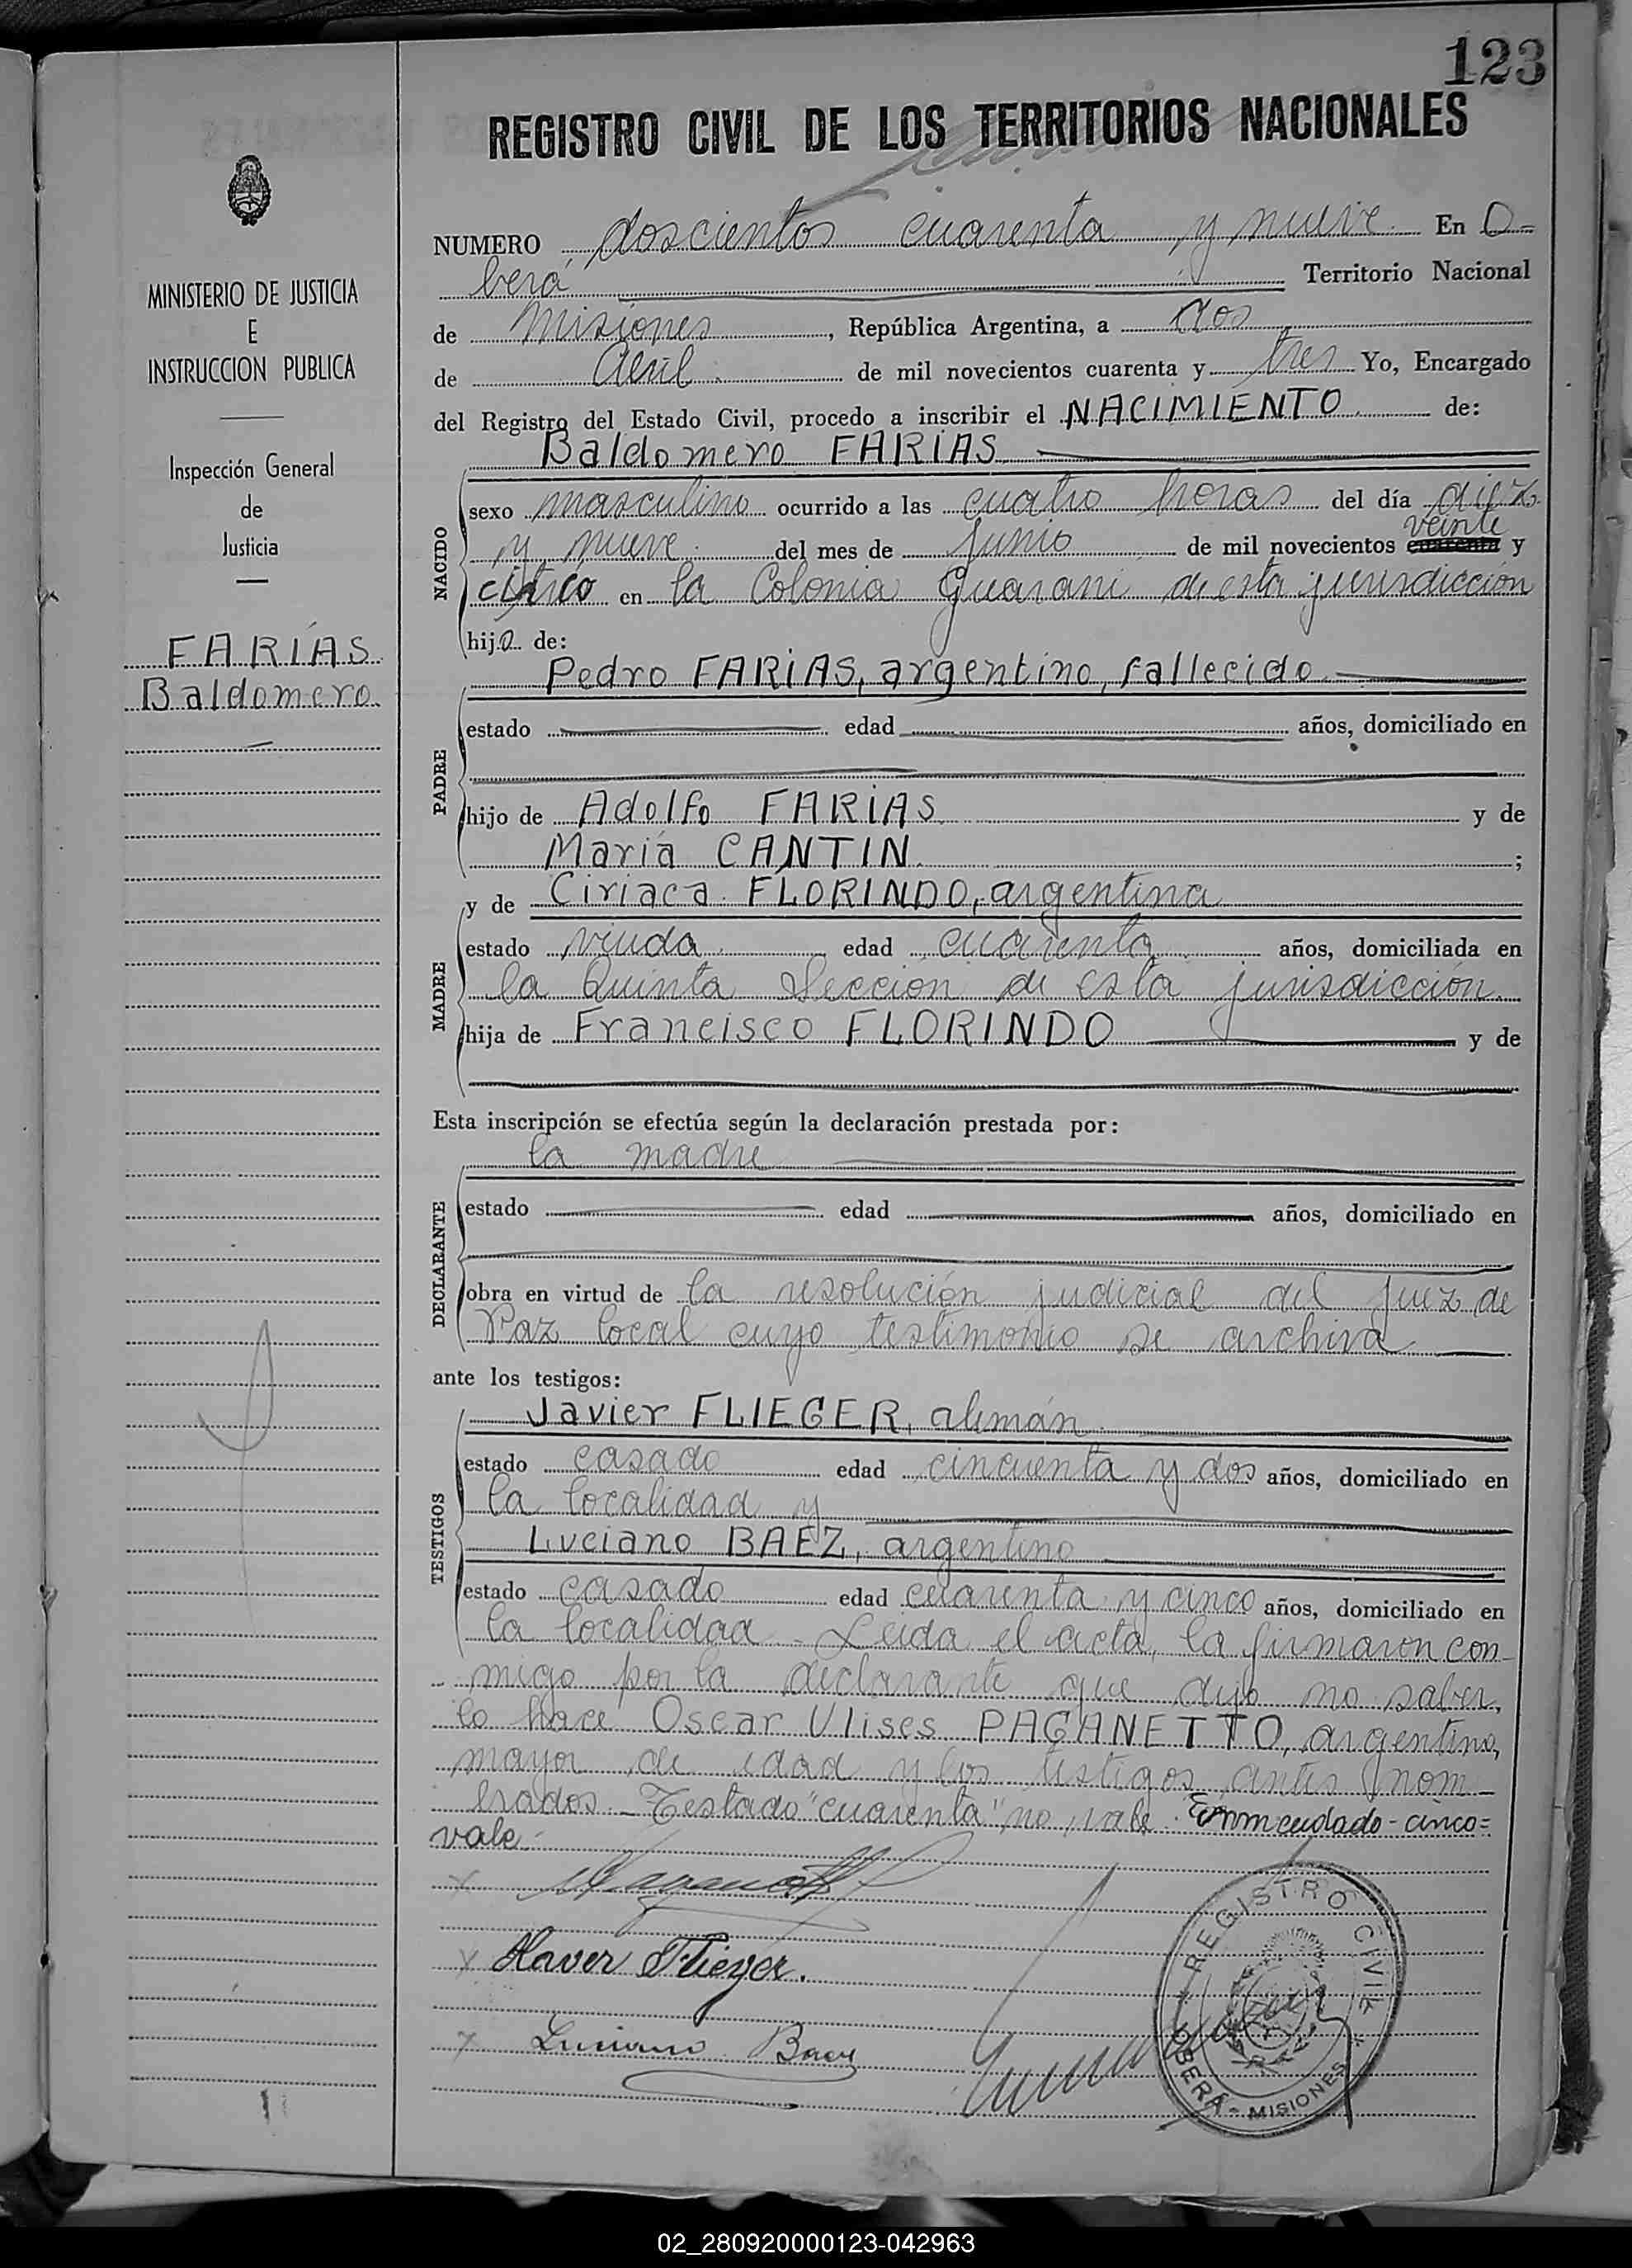 123
REGISTRO CIVIL DE LOS TERRITORIOS NACIONALES
MINISTERIO DE JUSTICIA
E
INSTRUCCION PUBLICA
Inspección General
de
Justicia
FARÍAS
Baldomero.
NUMERO doscientos cuarenta y nueve En O-
berá Territorio Nacional
de Misiones, República Argentina, a dos
de Abril de mil novecientos cuarenta y tres Yo, Encargado
del Registro del Estado Civil, procedo a inscribir el NACIMIENTO de:
Baldomero FARIAS
NACIDO
sexo masculino ocurrido a las cuatro horas del día diez
veinte
y nueve del mes de junio de mil novecientos cuarenta y
cinco en la Colonia Guarani de esta jurisdicción
hijo de:
Pedro FARIAS, argentino, fallecido
PADRE
estado edad años, domiciliado en
hijo de Adolfo FARIAS y de
María CANTIN ;
y de Ciriaca FLORINDO, argentina
MADRE
estado viuda edad cuarenta años, domiciliada en
la Quinta Sección de esta jurisdicción
hija de Francisco FLORINDO y de
Esta inscripción se efectúa según la declaración prestada por:
la madre
DECLARANTE
estado edad años, domiciliado en
obra en virtud de la resolución judicial del Juez de
Paz local cuyo testimonio se archiva
ante los testigos:
Javier FLIEGER, alemán
TESTIGOS
estado casado edad cincuenta y dos años, domiciliado en
la localidad y
Luciano BAEZ, argentino
estado casado edad cuarenta y cinco años, domiciliado en
la localidad - Leida el acta, la firmaron con-
migo por la declarante que dijo no saber,
lo hace Oscar Ulises PAGANETTO, argentino,
mayor de edad y los testigos antes nom-
brados.- Testado "cuarenta" no vale. Enmendado-cinco=
vale.
Xaver Flieger.
Luciano Baez
REGISTRO CIVIL
OBERÁ - MISIONES
02_280920000123-042963